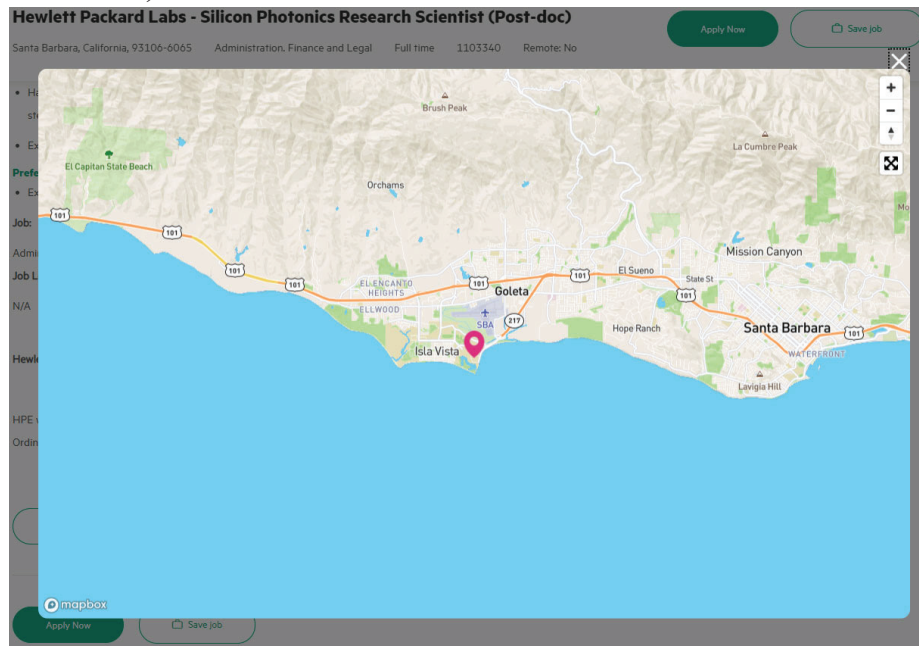 Hewlett Packard Labs - Silicon Photonics Research Scientist (Post-doc)
Apply Now
Save job
Santa Barbara, California, 93106-6065 Administration, Finance and Legal Full time 1103340 Remote: No
Brush Peak
La Cumbre Peak
El Capitan State Beach
Prefe
Orchams
101
Job:
101
Mission Canyon
Admi
101
El Sueno
101
State St
Job L
101
EL ENCANTO
HEIGHTS
101
Goleta
101
N/A
ELLWOOD
SBA
217
Hope Ranch
Santa Barbara
101
Isla Vista
WATERFRONT
Hewle
Lavigia Hill
HPE
Ordin
mapbox
Apply Now
Save job